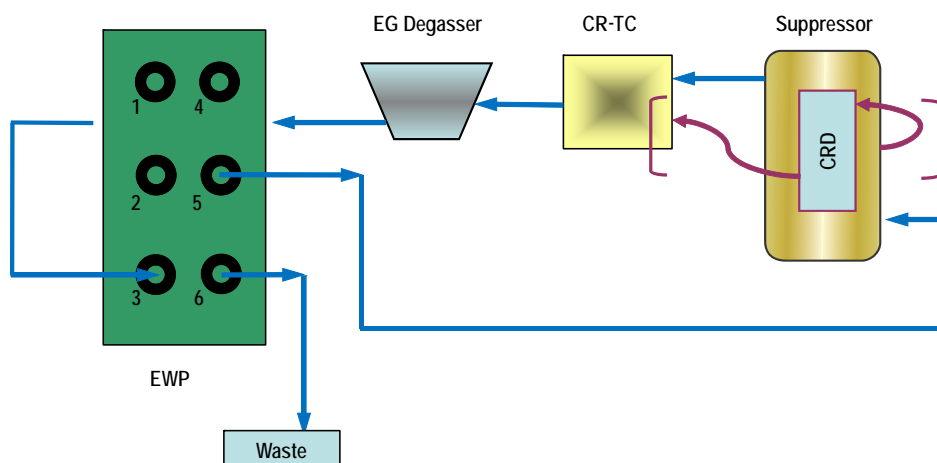 EG Degasser
CR-TC
Suppressor
1
4
2
5
3
6
CRD
EWP
Waste